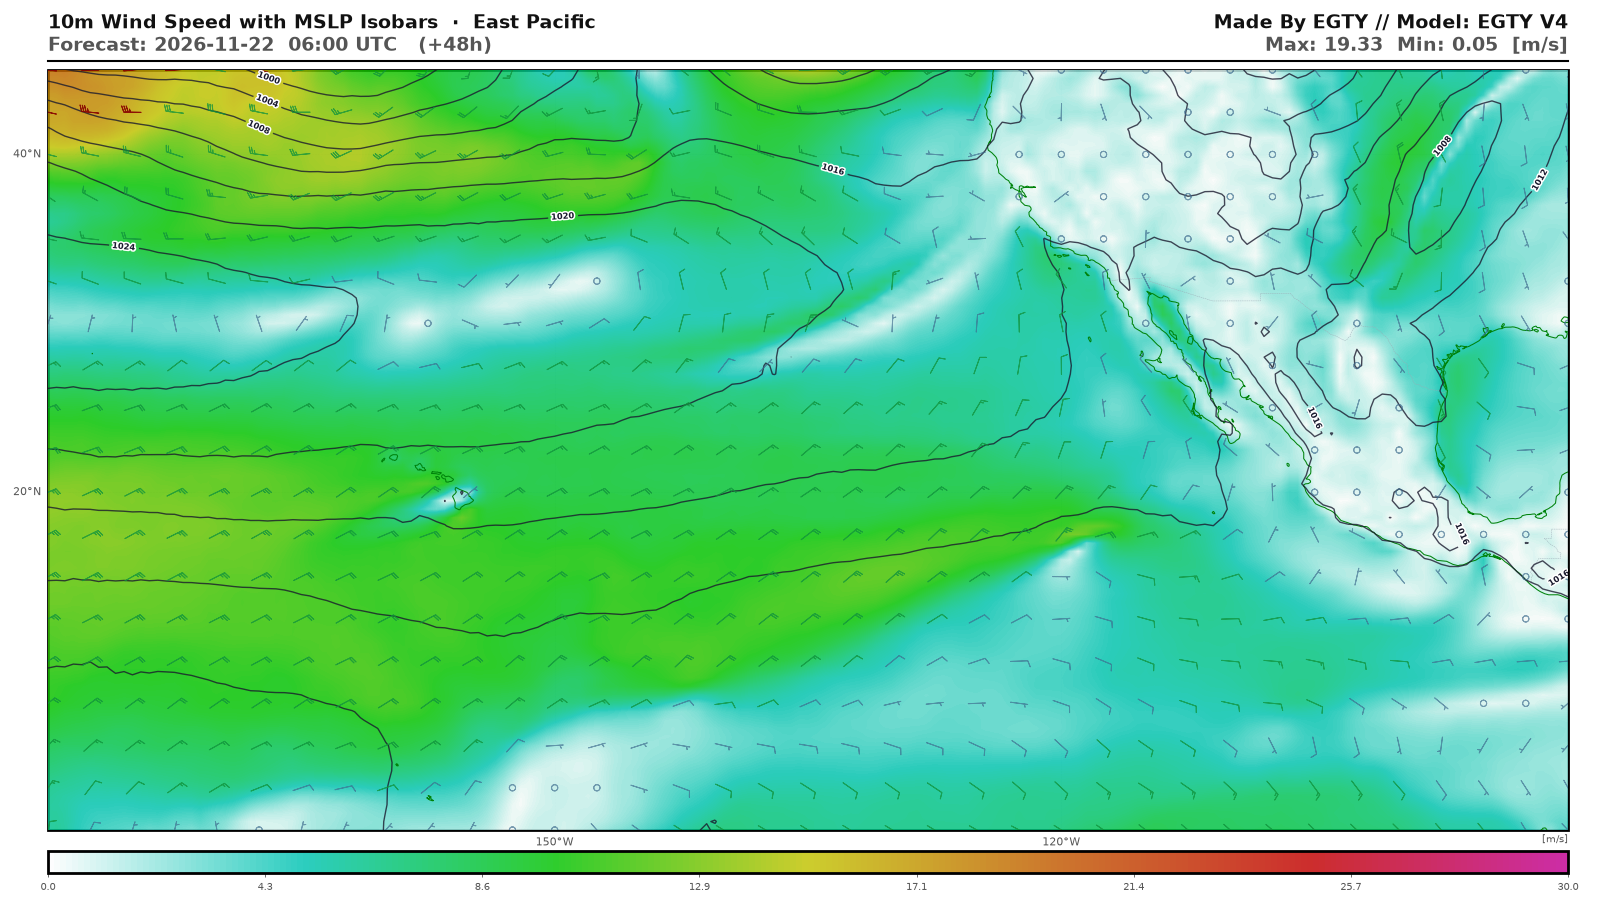 10m Wind Speed with MSLP Isobars · East Pacific
Made By EGTY // Model: EGTY V4
Forecast: 2026-11-22 06:00 UTC (+48h)
Max: 19.33 Min: 0.05 [m/s]
1000
1004
1008
1008
40°N
1016
1012
1020
1024
1016
20°N
1016
1016
150°W
120°W
[m/s]
0.0
4.3
8.6
12.9
17.1
21.4
25.7
30.0